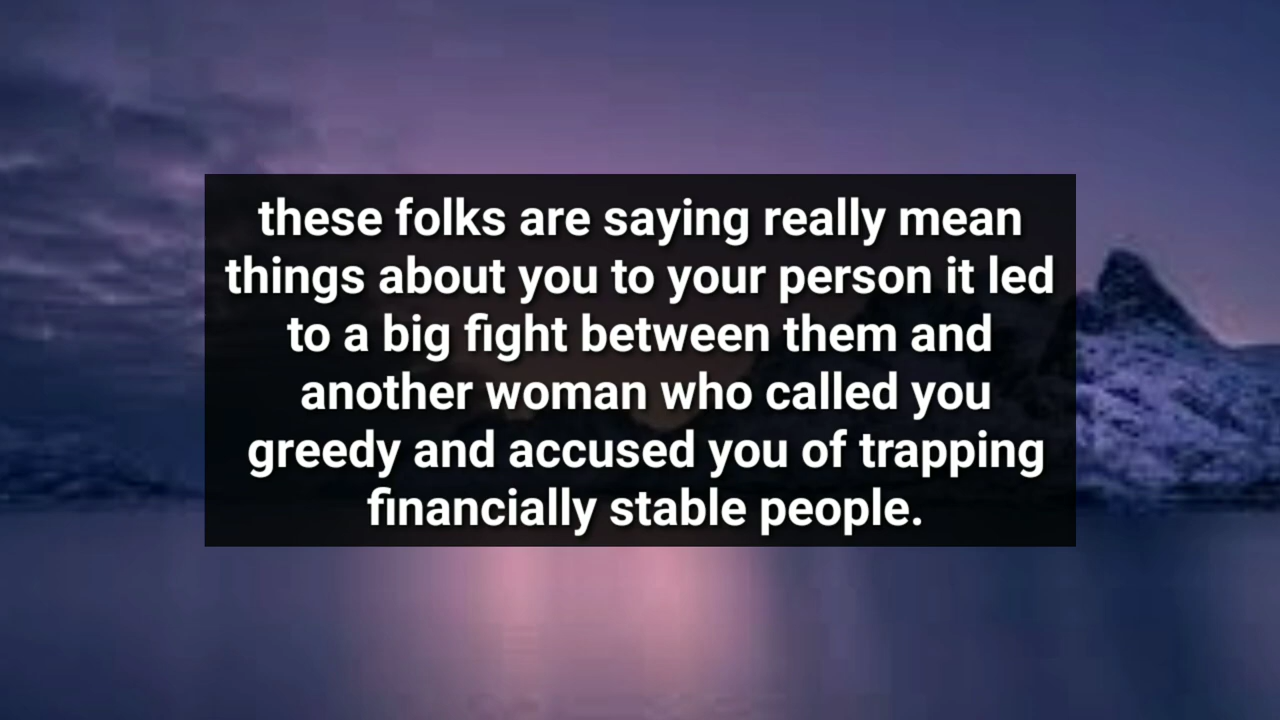 these folks are saying really mean
things about you to your person it led
to a big fight between them and
another woman who called you
greedy and accused you of trapping
financially stable people.